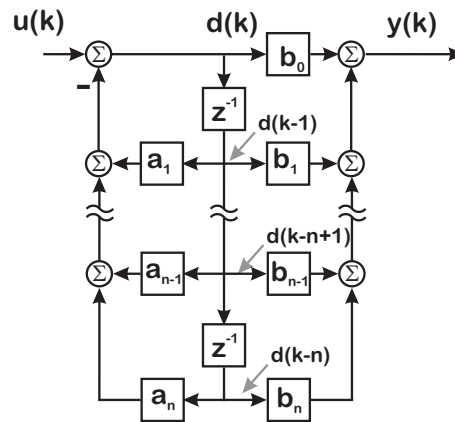 u(k) d(k) y(k)
Σ b₀ Σ
−
z⁻¹
d(k-1)
Σ a₁ b₁ Σ
d(k-n+1)
Σ aₙ₋₁ bₙ₋₁ Σ
z⁻¹
d(k-n)
aₙ bₙ